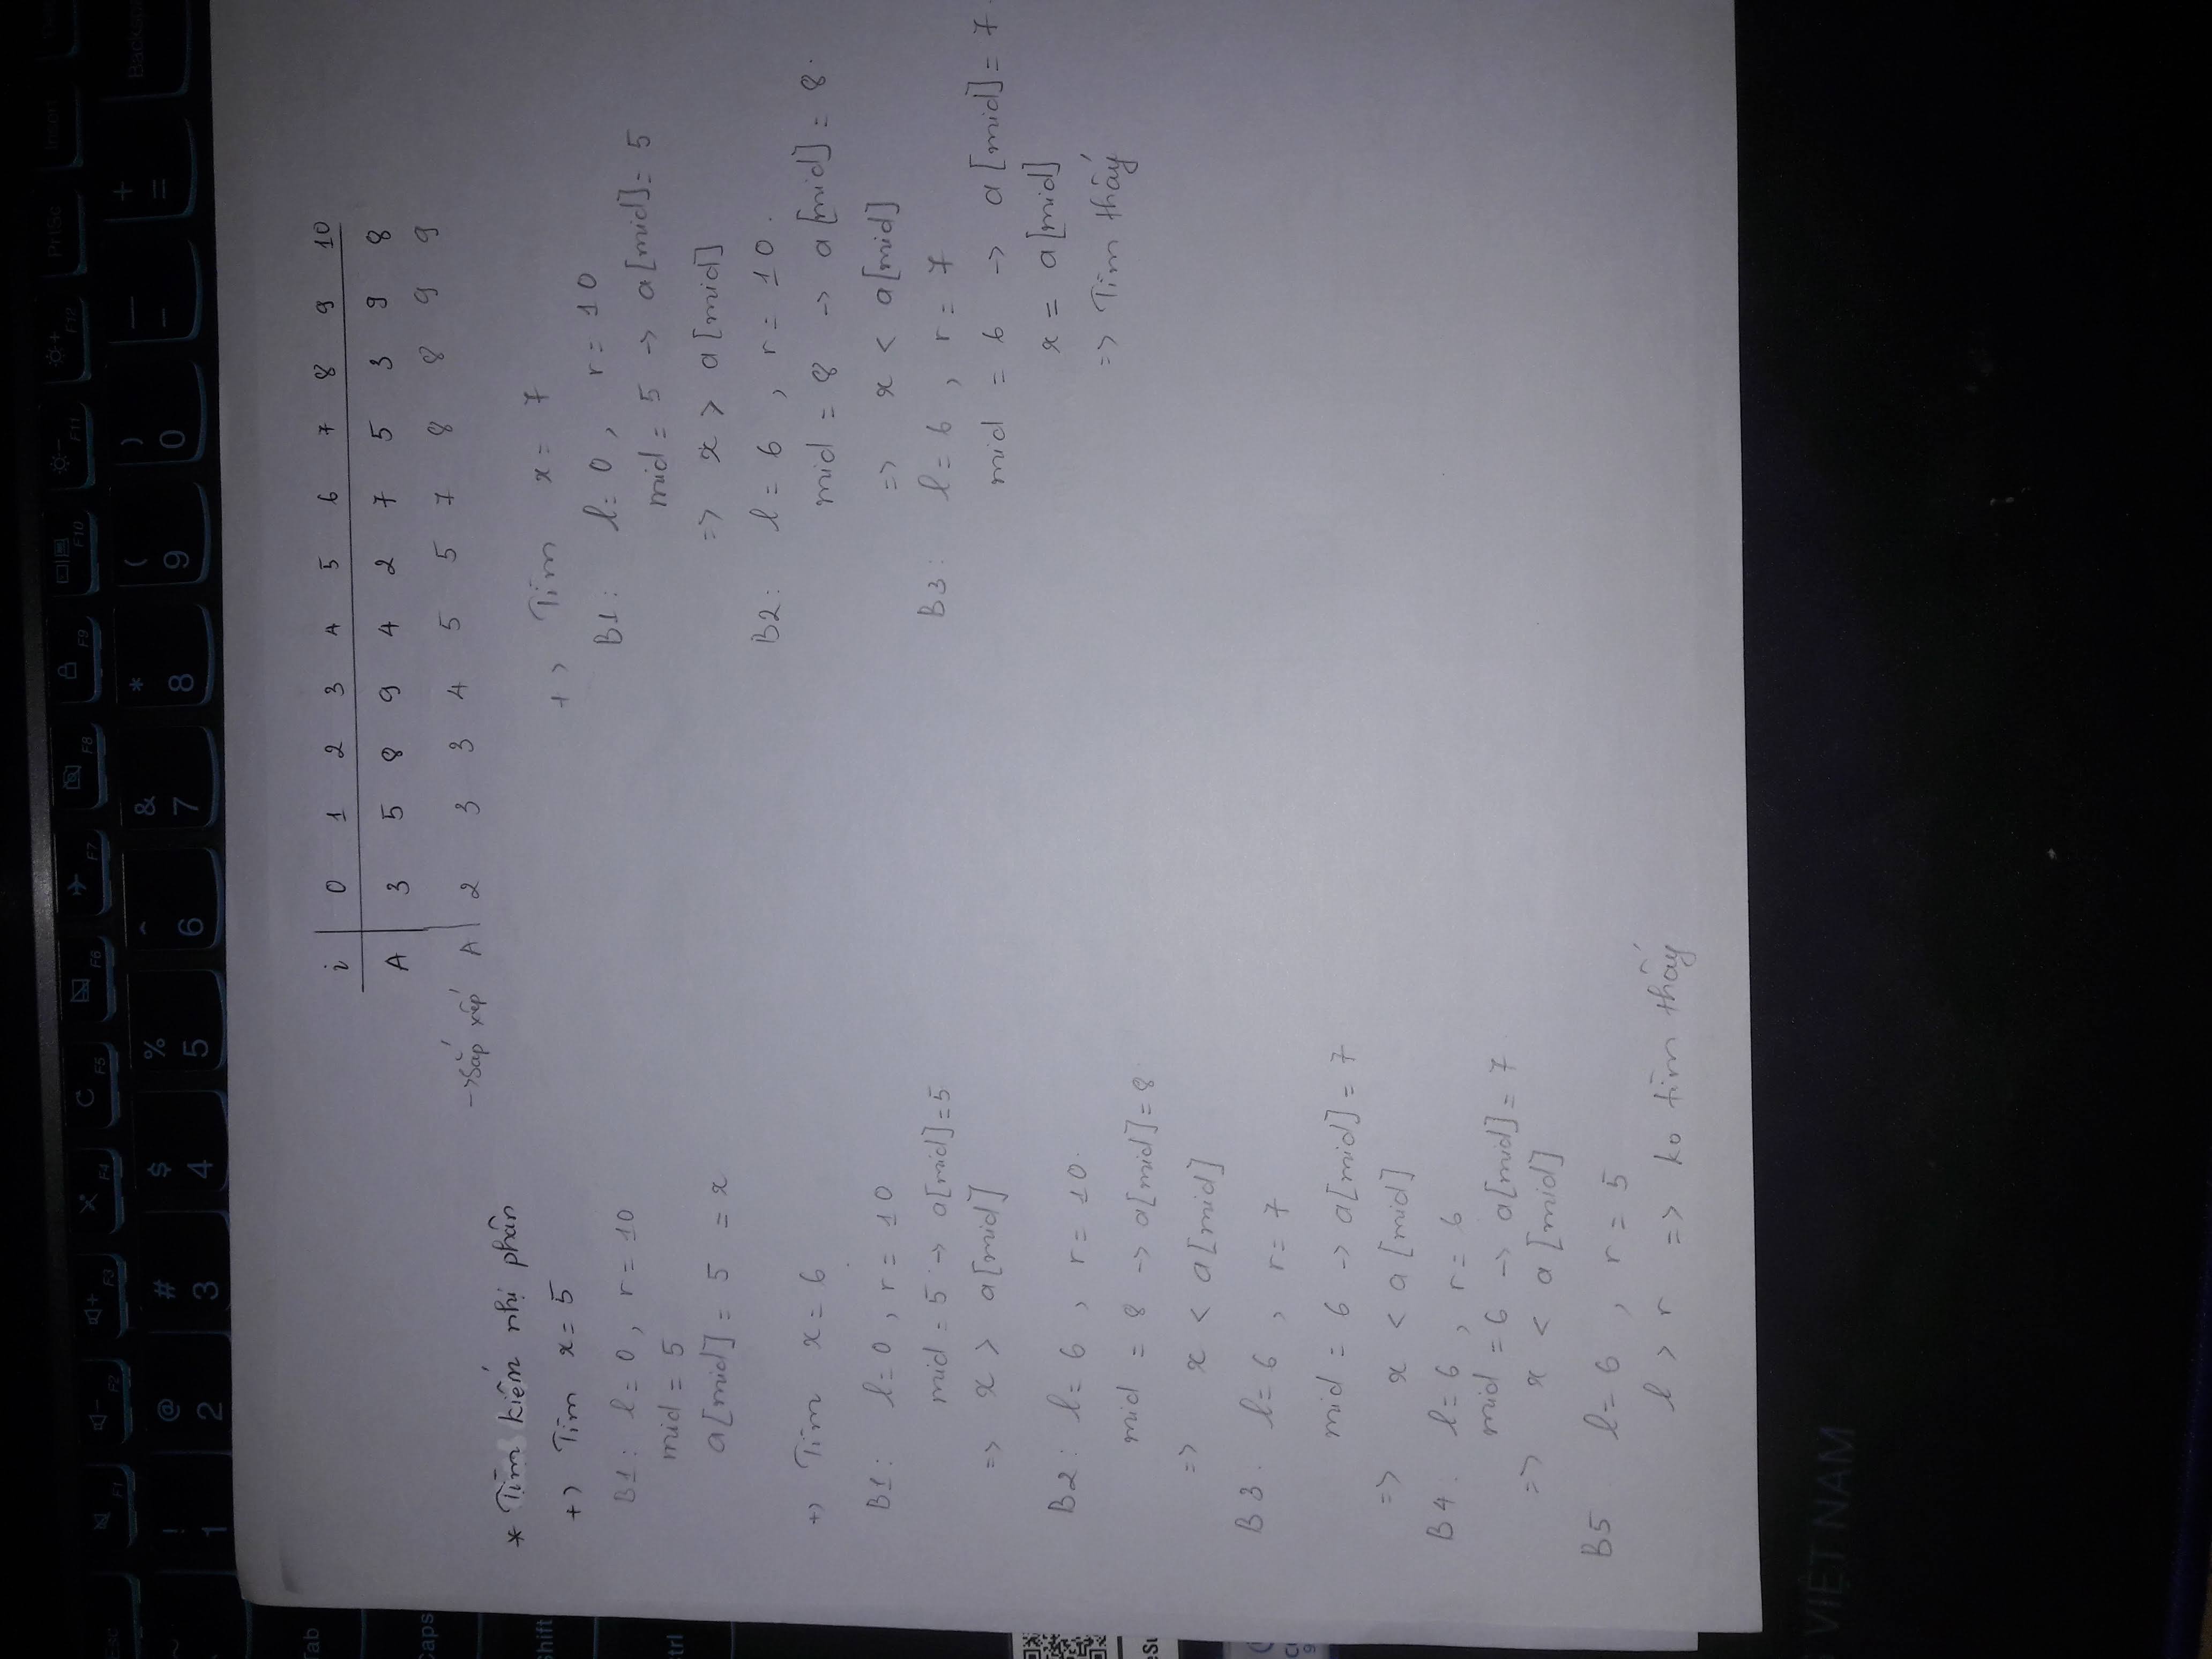 Esc F1 F2 F3 F4 F5 F6 F7 F8 F9 F10 F11 F12 PrtSc Insert
~ ! @ # $ % ^ & * ( ) — +
` 1 2 3 4 5 6 7 8 9 0 - = Backsp
Tab
Caps
Shift
Ctrl
i 0 1 2 3 4 5 6 7 8 9 10
A 3 5 8 9 4 2 7 5 3 9 8
-> Sắp xếp A 2 3 3 4 5 5 7 8 8 9 9
* Tìm kiếm nhị phân
+) Tìm x = 5
B1: l = 0, r = 10
mid = 5
a[mid] = 5 = x
+) Tìm x = 6
B1: l = 0, r = 10
mid = 5 -> a[mid] = 5
=> x > a[mid]
B2: l = 6, r = 10.
mid = 8 -> a[mid] = 8
=> x < a[mid]
B3. l = 6, r = 7
mid = 6 -> a[mid] = 7
=> x < a[mid]
B4. l = 6, r = 6
mid = 6 -> a[mid] = 7
=> x < a[mid]
B5 l = 6, r = 5
l > r => ko tìm thấy
+) Tìm x = 7
B1: l = 0, r = 10
mid = 5 -> a[mid] = 5
=> x > a[mid]
B2: l = 6, r = 10.
mid = 8 -> a[mid] = 8.
=> x < a[mid]
B3: l = 6, r = 7
mid = 6 -> a[mid] = 7.
x = a[mid]
=> Tìm thấy
VIỆT NAM